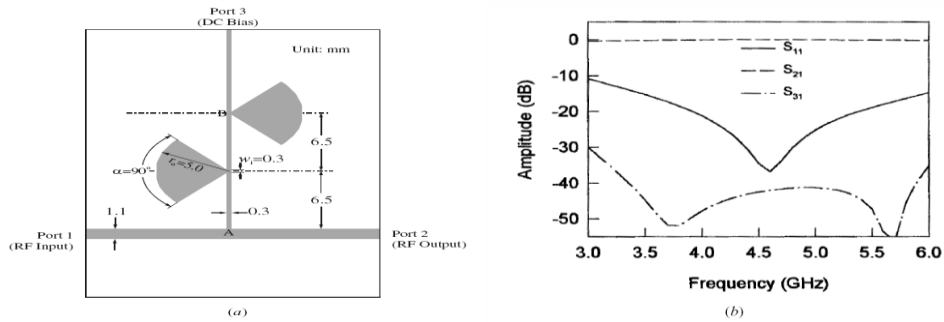 Port 3
(DC Bias)
Unit: mm
B
6.5
α=90°
rₒ=5.0
w₁=0.3
6.5
1.1
0.3
Port 1
(RF Input)
A
Port 2
(RF Output)
(a)
Amplitude (dB)
0
-10
-20
-30
-40
-50
S₁₁
S₂₁
S₃₁
3.0 3.5 4.0 4.5 5.0 5.5 6.0
Frequency (GHz)
(b)